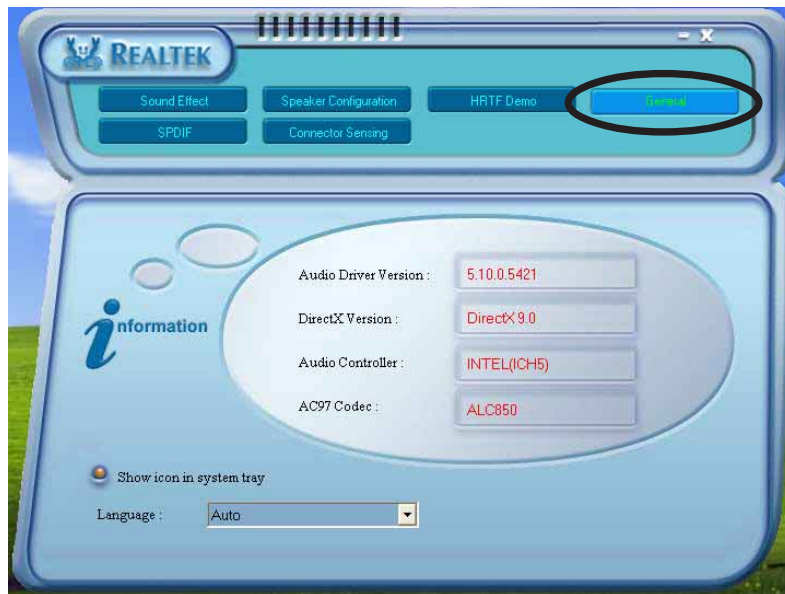 REALTEK
- X
Sound Effect
Speaker Configuration
HRTF Demo
General
SPDIF
Connector Sensing
Audio Driver Version :
5.10.0.5421
DirectX Version :
DirectX 9.0
information
Audio Controller :
INTEL(ICH5)
AC97 Codec :
ALC850
Show icon in system tray
Language :
Auto